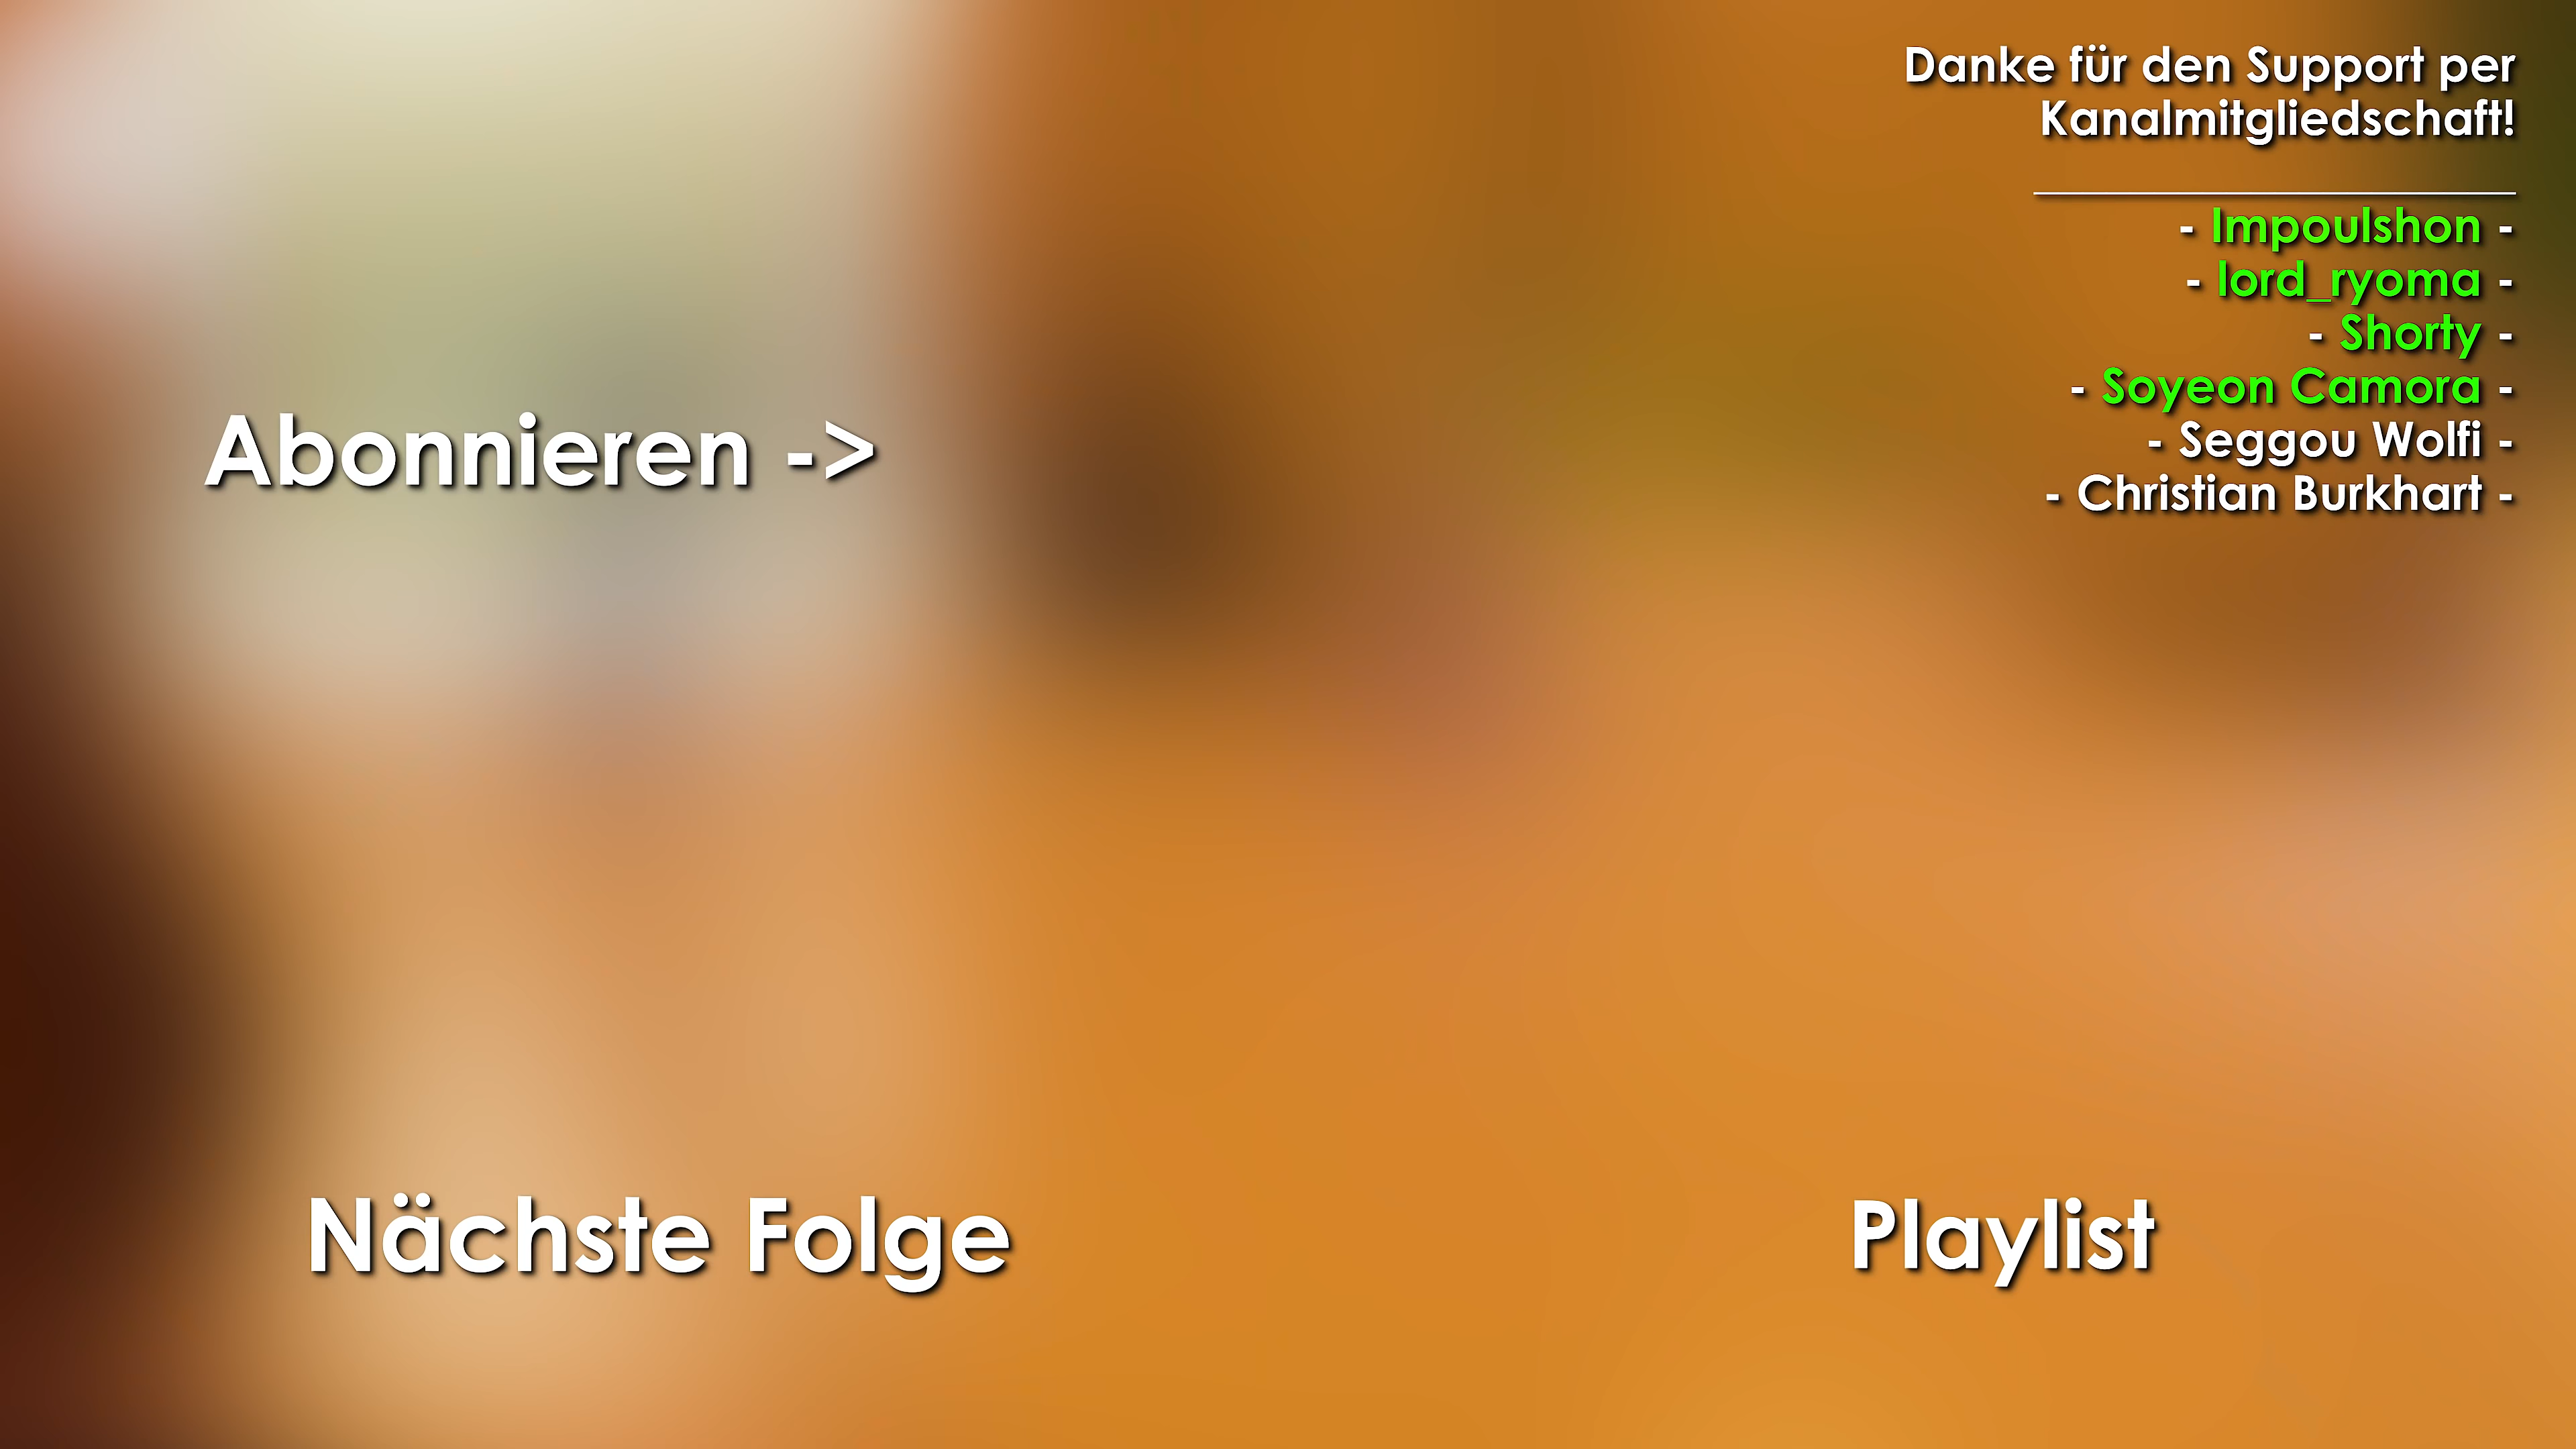 Danke für den Support per
Kanalmitgliedschaft!
- Impoulshon -
- lord_ryoma -
- Shorty -
- Soyeon Camora -
- Seggou Wolfi -
- Christian Burkhart -
Abonnieren ->
Nächste Folge
Playlist